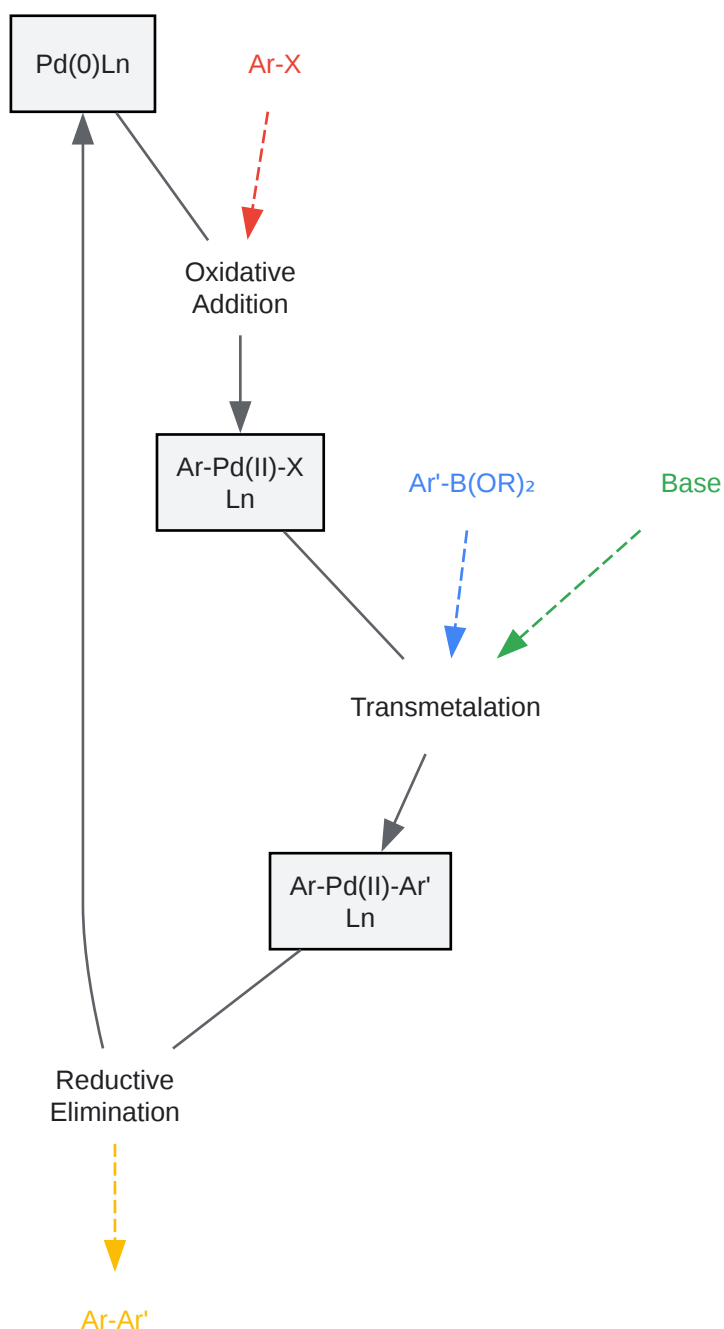 Pd(0)Ln
Ar-X
Oxidative
Addition
Ar-Pd(II)-X
Ln
Ar'-B(OR)₂
Base
Transmetalation
Ar-Pd(II)-Ar'
Ln
Reductive
Elimination
Ar-Ar'